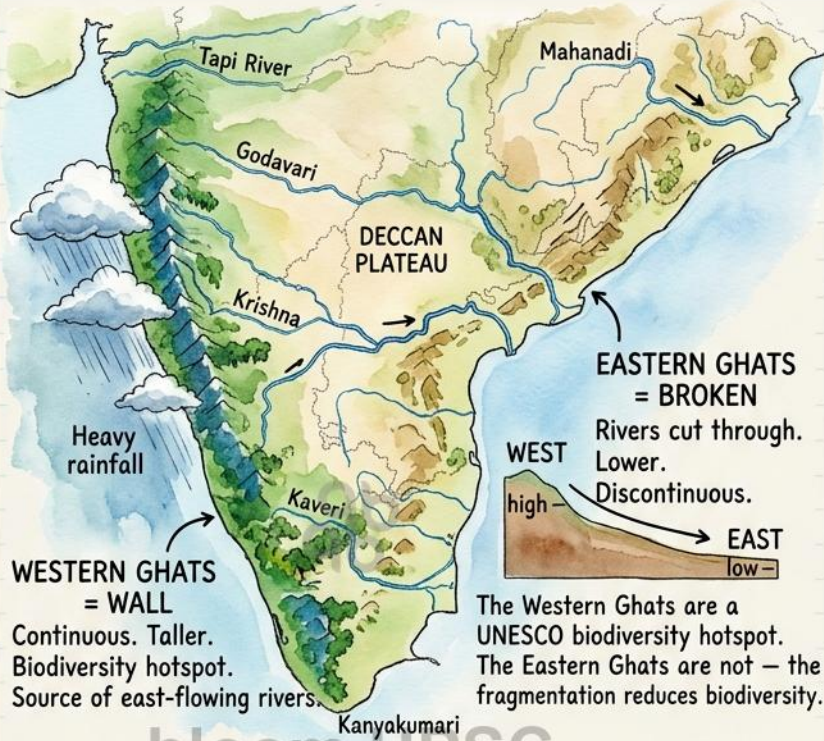 Tapi River
Mahanadi
Godavari
DECCAN
PLATEAU
Krishna
Heavy
rainfall
EASTERN GHATS
= BROKEN
Rivers cut through.
Lower.
Discontinuous.
WEST
high –
EAST
low –
Kaveri
WESTERN GHATS
= WALL
Continuous. Taller.
Biodiversity hotspot.
Source of east-flowing rivers.
The Western Ghats are a
UNESCO biodiversity hotspot.
The Eastern Ghats are not — the
fragmentation reduces biodiversity.
Kanyakumari